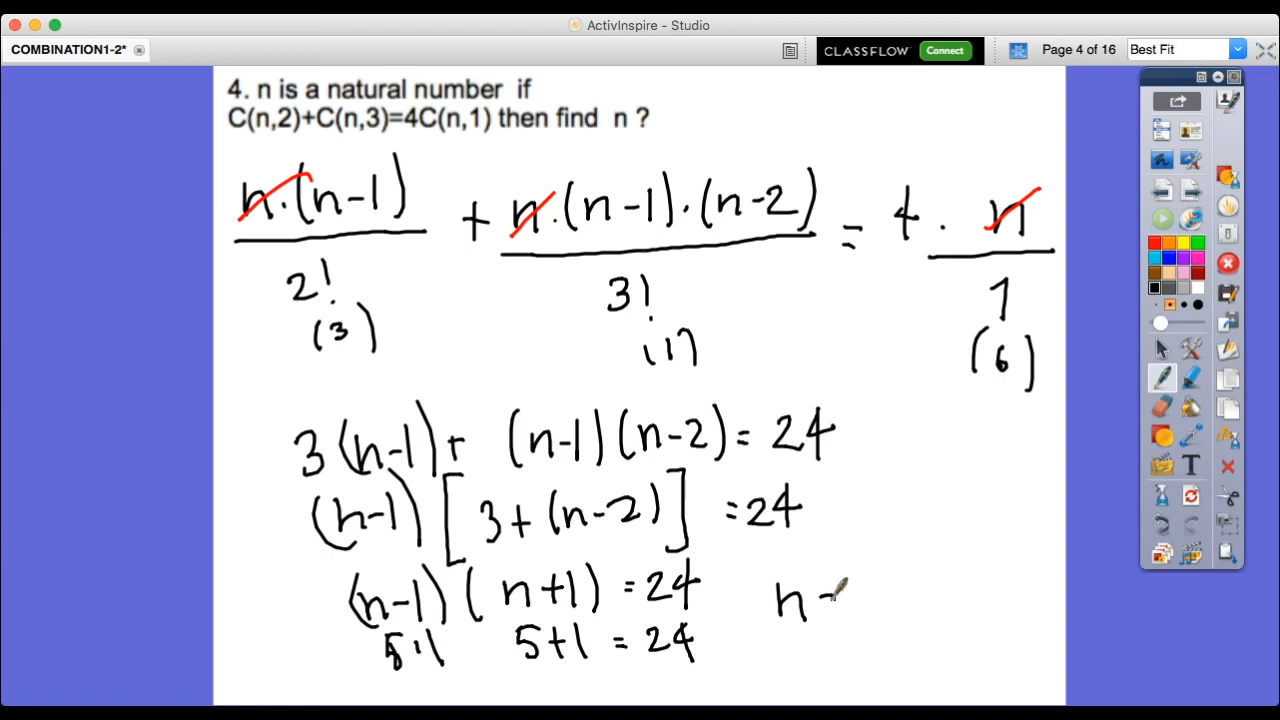 ActivInspire - Studio
COMBINATION1-2*
CLASSFLOW Connect
Page 4 of 16
Best Fit
4. n is a natural number if
C(n,2)+C(n,3)=4C(n,1) then find n ?
n·(n-1) + n·(n-1)·(n-2) = 4 · n
2! 3! 1
(3) (1) (6)
3(n-1)+ (n-1)(n-2)=24
(n-1)[3+(n-2)] =24
(n-1)(n+1)=24
5-1 5+1=24
n -